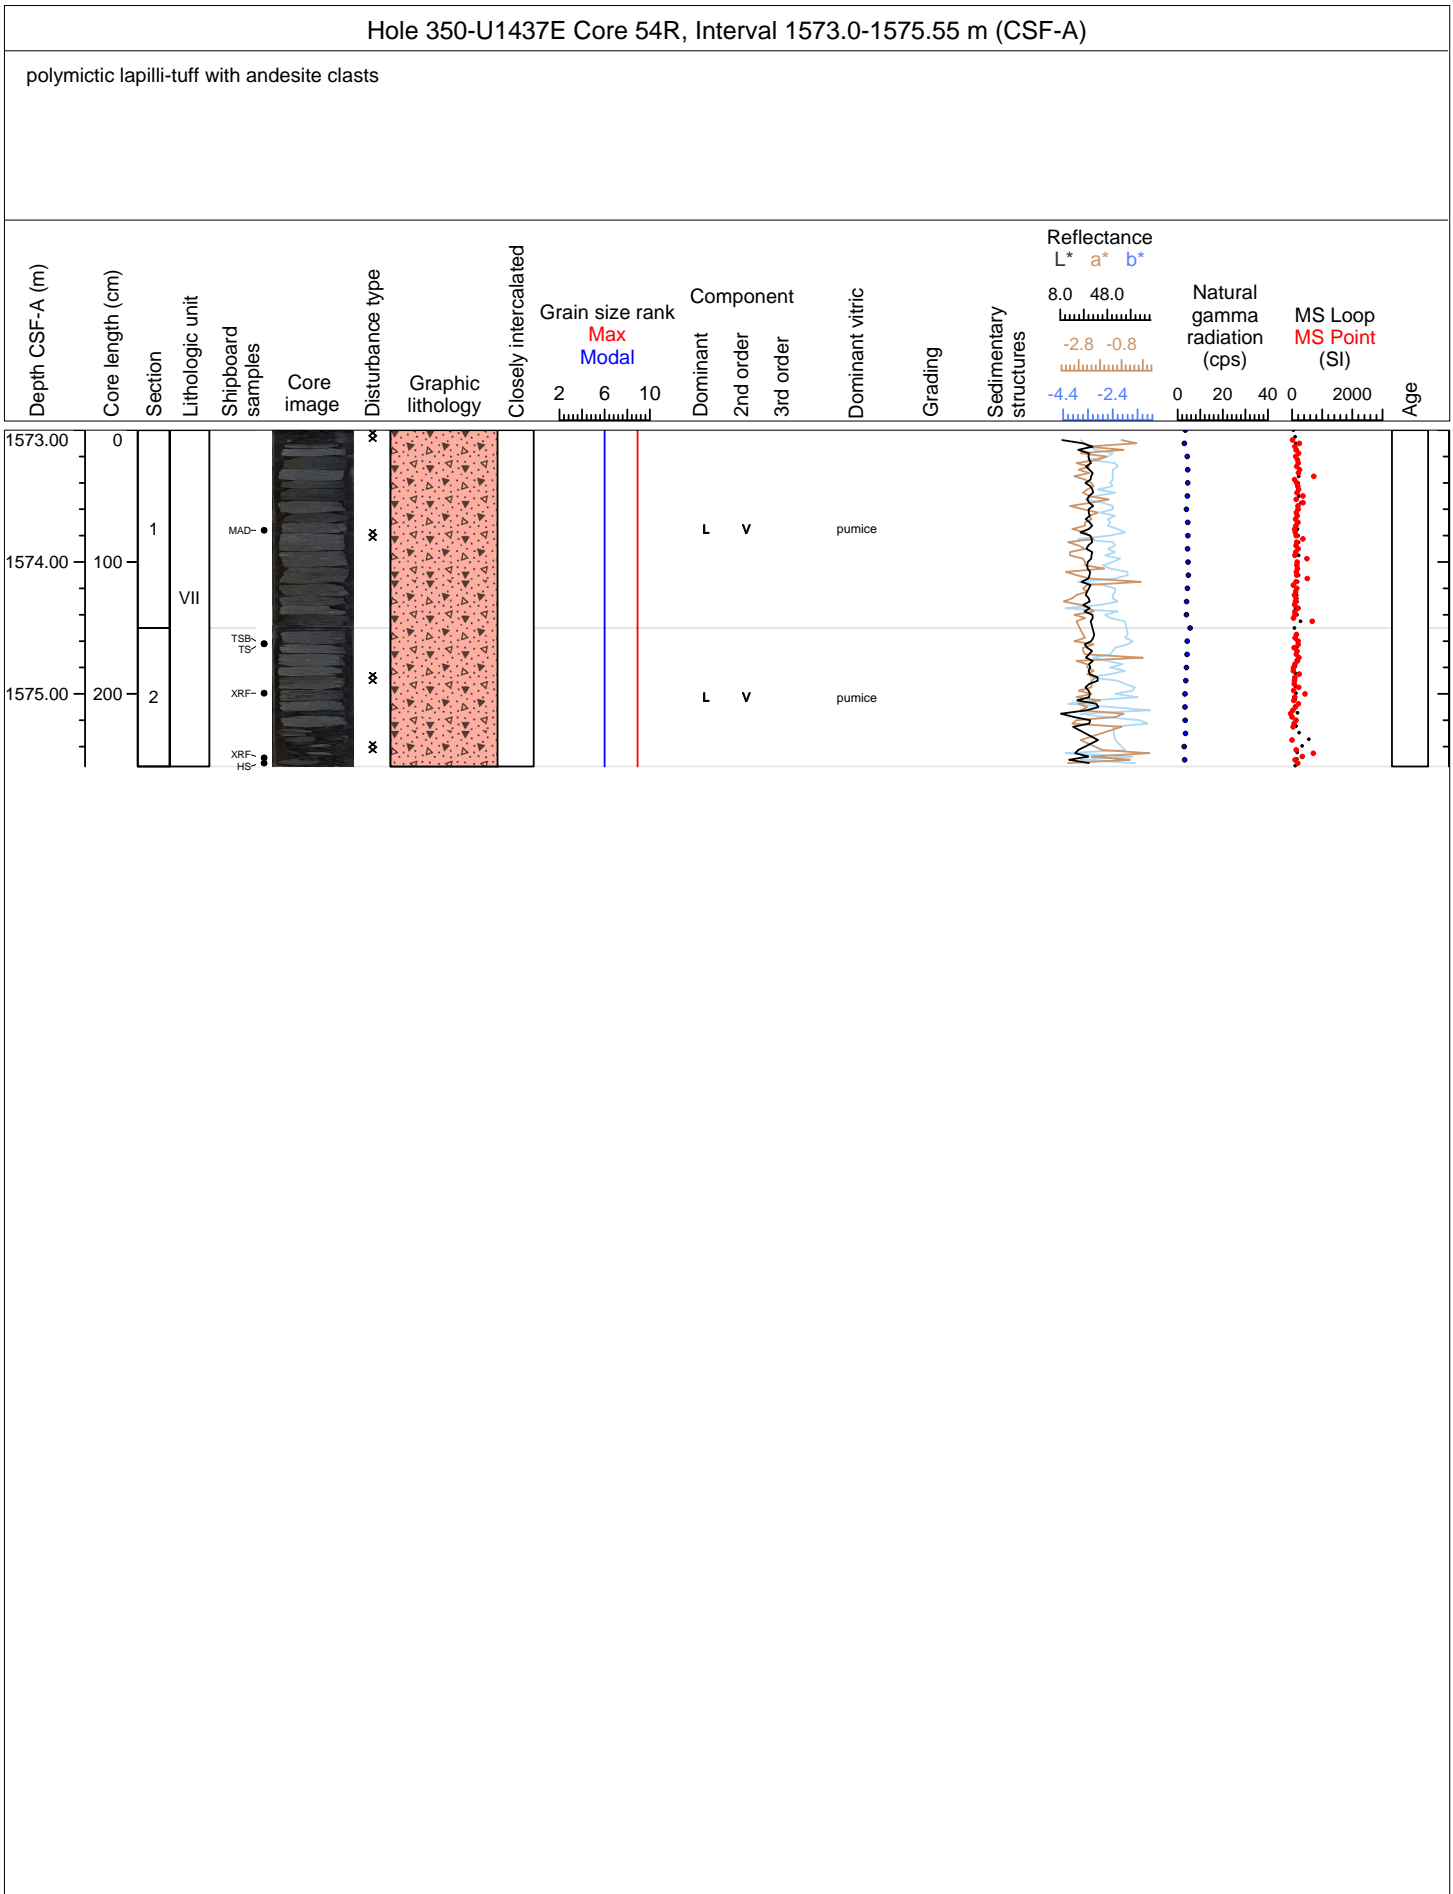 Hole 350-U1437E Core 54R, Interval 1573.0-1575.55 m (CSF-A)
polymictic lapilli-tuff with andesite clasts
Depth CSF-A (m)
Core length (cm)
Section
Lithologic unit
Shipboard
samples
Core
image
Disturbance type
Graphic
lithology
Closely intercalated
Grain size rank
Max
Modal
2 6 10
Component
Dominant
2nd order
3rd order
Dominant vitric
Grading
Sedimentary
structures
Reflectance
L* a* b*
8.0 48.0
-2.8 -0.8
-4.4 -2.4
Natural
gamma
radiation
(cps)
0 20 40
MS Loop
MS Point
(SI)
0 2000
Age
1573.00 0
1 MAD L V pumice
1574.00 100
VII
TSB
TS
1575.00 200 2 XRF L V pumice
XRF
HS